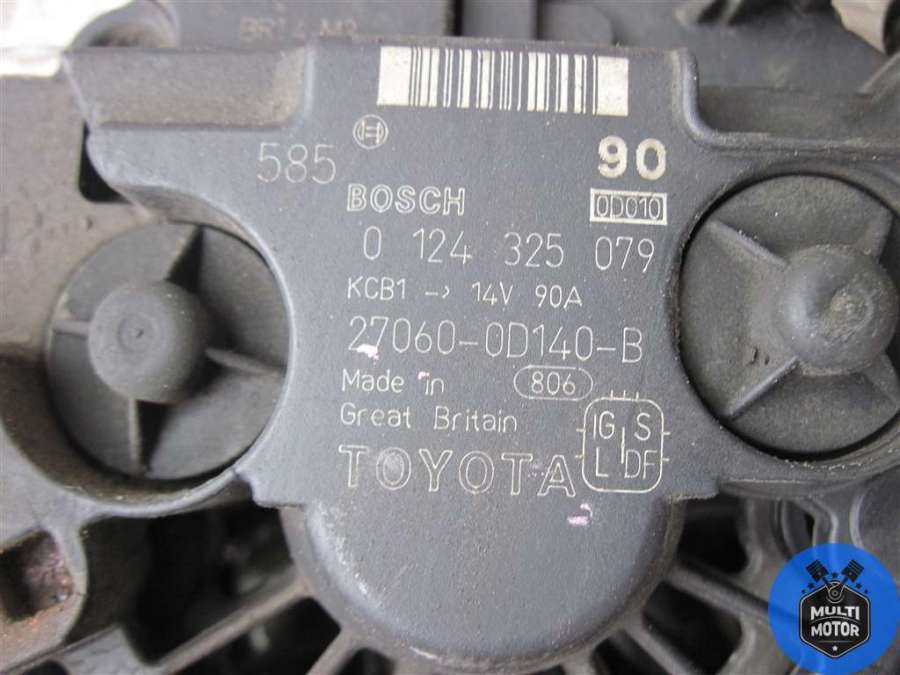 585
90
BOSCH
0D010
0 124 325 079
KCB1 -> 14V 90A
27060-0D140-B
Made in
806
Great Britain
IG S
L DF
TOYOTA
MULTI
MOTOR